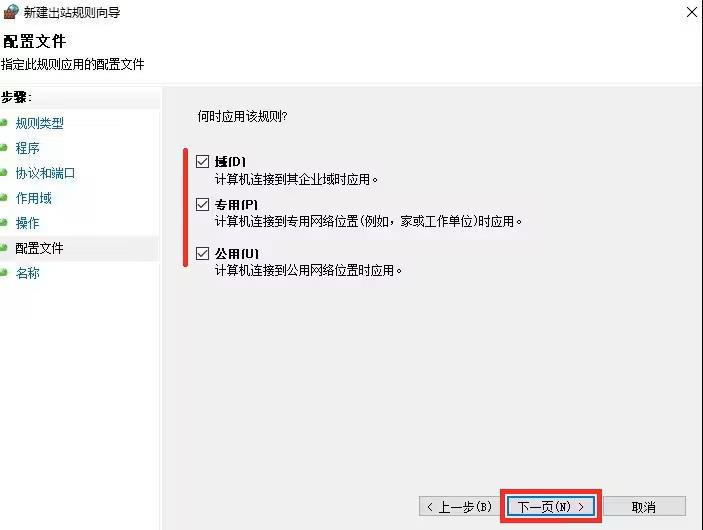 新建出站规则向导
配置文件
指定此规则应用的配置文件
步骤:
规则类型
程序
协议和端口
作用域
操作
配置文件
名称
何时应用该规则?
域(D)
计算机连接到其企业域时应用。
专用(P)
计算机连接到专用网络位置(例如，家或工作单位)时应用。
公用(U)
计算机连接到公用网络位置时应用。
< 上一步(B) 下一页(N) > 取消